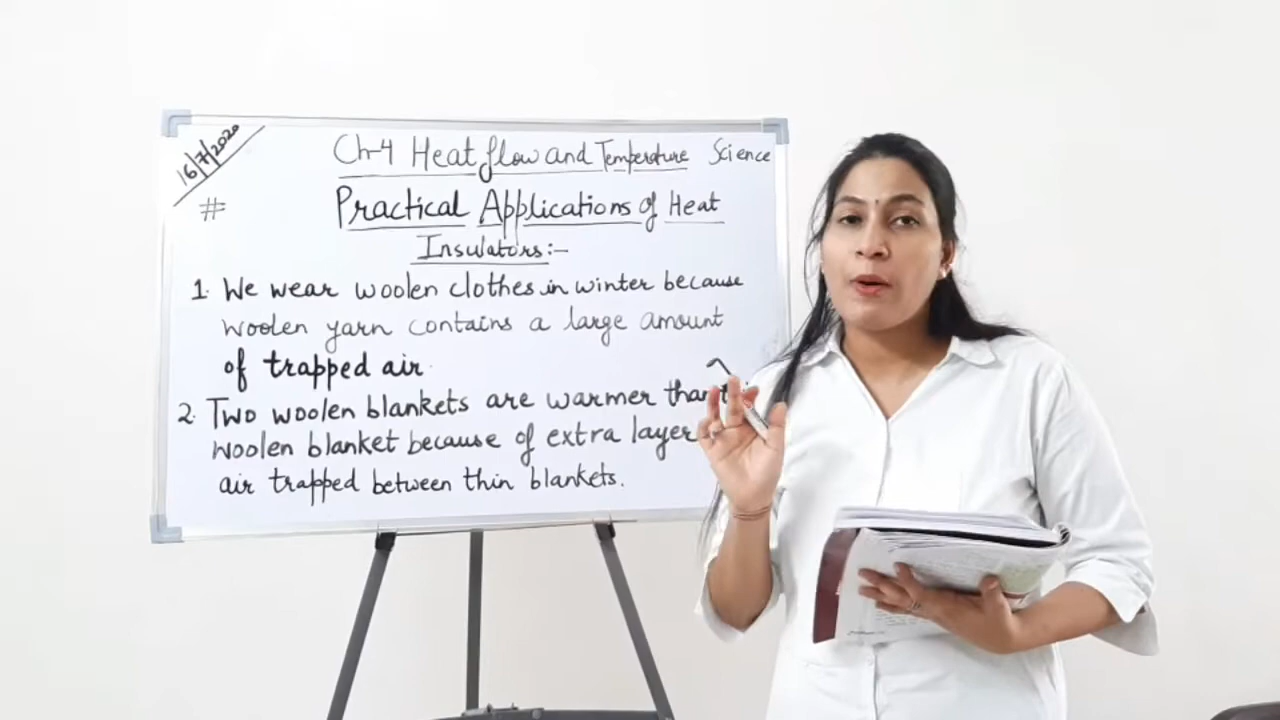 16/7/2020
Ch-4 Heat flow and Temperature Science
# Practical Applications of Heat
Insulators:-
1. We wear woolen clothes in winter because
woolen yarn contains a large amount
of trapped air.
2. Two woolen blankets are warmer than
woolen blanket because of extra layer
air trapped between thin blankets.